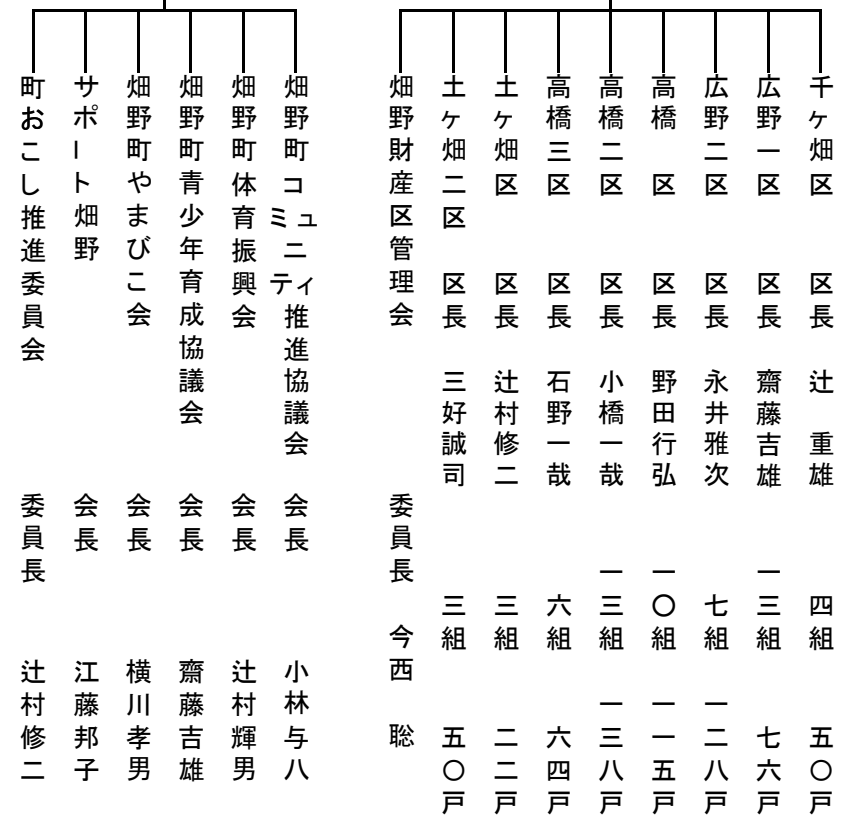 千ヶ畑区 区長 辻 重雄 四組 五〇戸
広野一区 区長 齋藤吉雄 一三組 七六戸
広野二区 区長 永井雅次 七組 一二八戸
高橋 区 区長 野田行弘 一〇組 一一五戸
高橋二区 区長 小橋一哉 一三組 一三八戸
高橋三区 区長 石野一哉 六組 六四戸
土ヶ畑区 区長 辻村修二 三組 二二戸
土ヶ畑二区 区長 三好誠司 三組 五〇戸
畑野財産区管理会 委員長 今西 聡
畑野町コミュニティ推進協議会 会長 小林与八
畑野町体育振興会 会長 辻村輝男
畑野町青少年育成協議会 会長 齋藤吉雄
畑野町やまびこ会 会長 横川孝男
サポート畑野 会長 江藤邦子
町おこし推進委員会 委員長 辻村修二